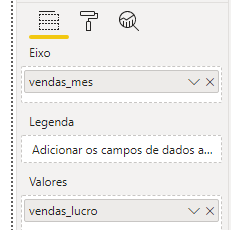 Eixo
vendas_mes
Legenda
Adicionar os campos de dados a...
Valores
vendas_lucro